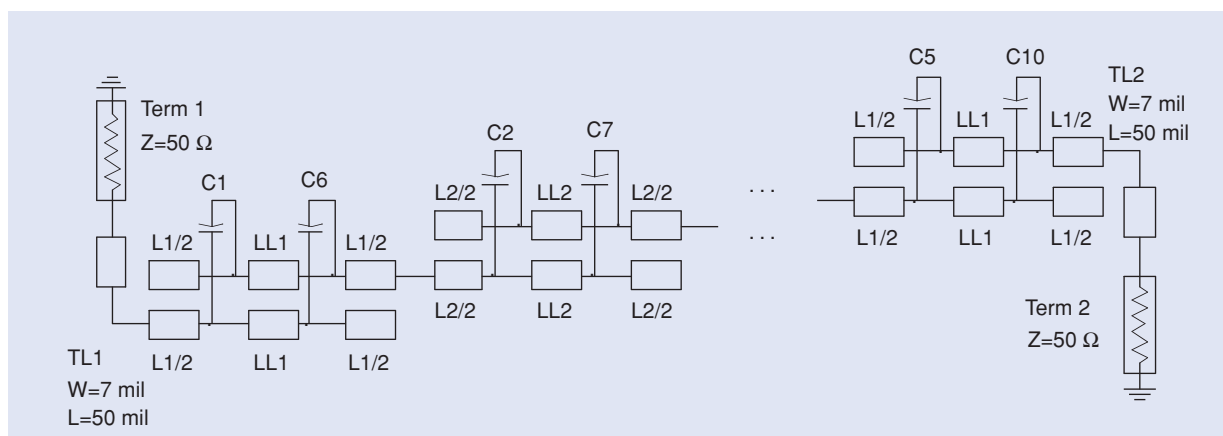 Term 1
Z=50 Ω
C1
C6
L1/2
LL1
L1/2
L1/2
LL1
L1/2
TL1
W=7 mil
L=50 mil
C2
C7
L2/2
LL2
L2/2
L2/2
LL2
L2/2
. . .
. . .
C5
C10
L1/2
LL1
L1/2
L1/2
LL1
L1/2
TL2
W=7 mil
L=50 mil
Term 2
Z=50 Ω